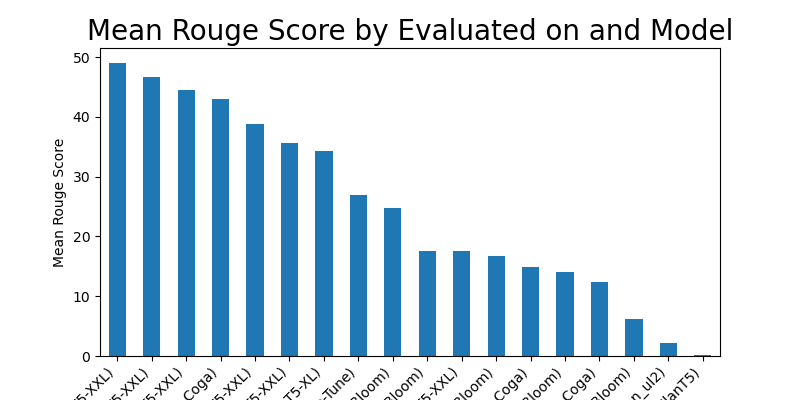 Mean Rouge Score by Evaluated on and Model
Mean Rouge Score
50
40
30
20
10
0
5-XXL)
5-XXL)
5-XXL)
Coga)
5-XXL)
5-XXL)
T5-XL)
-Tune)
Bloom)
Bloom)
5-XXL)
Bloom)
Coga)
Bloom)
Coga)
Bloom)
n_ul2)
lanT5)